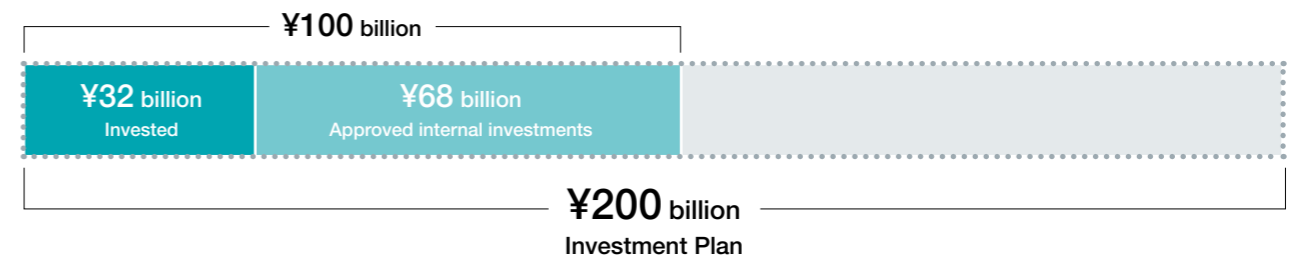 ¥100 billion
¥32 billion
Invested
¥68 billion
Approved internal investments
¥200 billion
Investment Plan